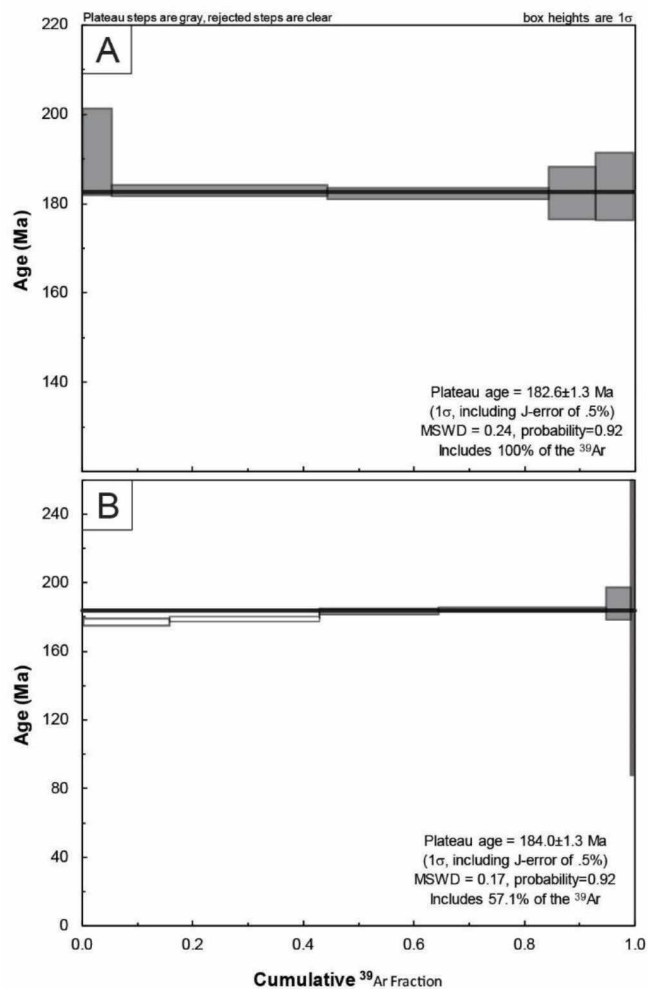 Plateau steps are gray, rejected steps are clear box heights are 1σ
220
A
200
180
160
140
Age (Ma)
Plateau age = 182.6±1.3 Ma
(1σ, including J-error of .5%)
MSWD = 0.24, probability=0.92
Includes 100% of the ³⁹Ar
B
240
200
160
120
80
40
0
Age (Ma)
Plateau age = 184.0±1.3 Ma
(1σ, including J-error of .5%)
MSWD = 0.17, probability=0.92
Includes 57.1% of the ³⁹Ar
0.0 0.2 0.4 0.6 0.8 1.0
Cumulative ³⁹Ar Fraction